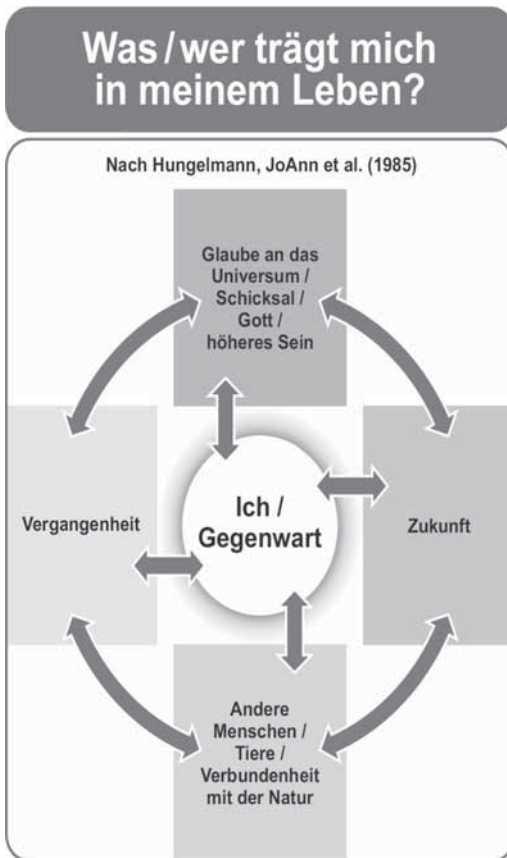 Was / wer trägt mich
in meinem Leben?
Nach Hungelmann, JoAnn et al. (1985)
Glaube an das
Universum /
Schicksal /
Gott /
höheres Sein
Vergangenheit
Ich /
Gegenwart
Zukunft
Andere
Menschen /
Tiere /
Verbundenheit
mit der Natur